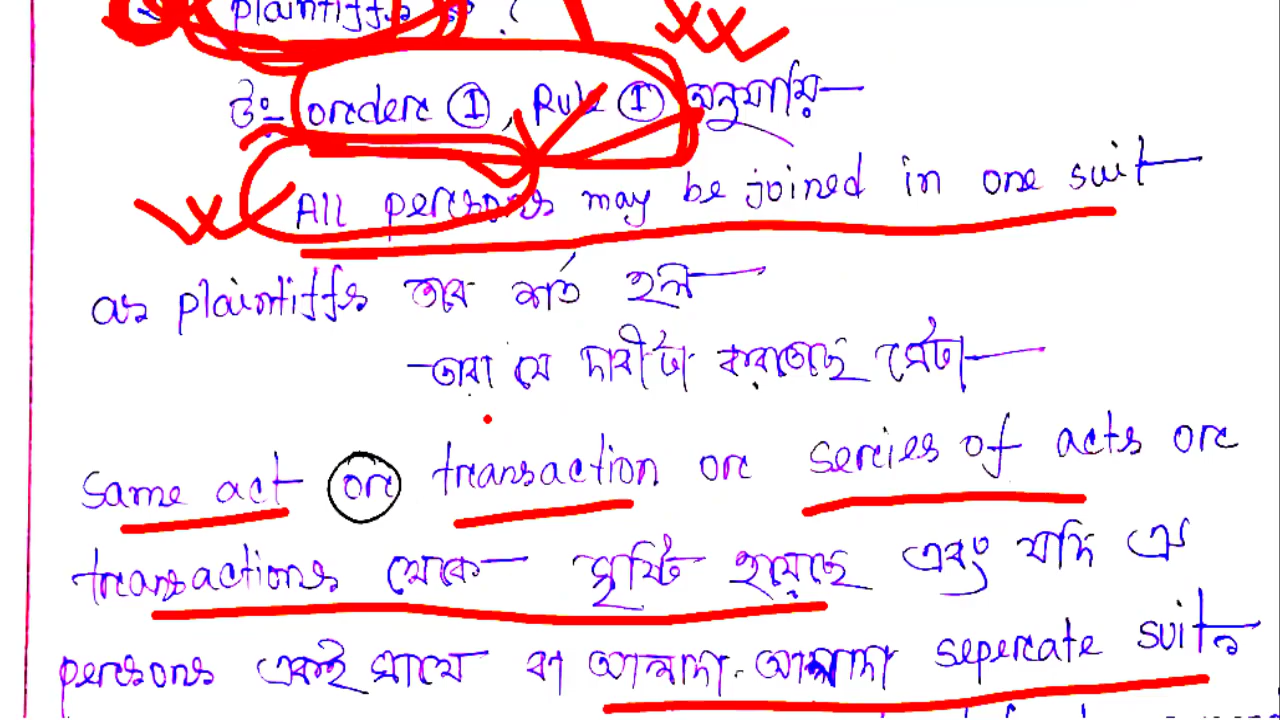 plaintiffs
উঃ order ①, Rule ① অনুযায়ি—
All persons may be joined in one suit
as plaintiffs তবে শর্ত হল—
-তারা যে দাবীটা করতেছে সেটা—
same act or transaction or series of acts or
transactions থেকে সৃষ্টি হয়েছে এবং যদি ঐ
persons একই সাথে বা আলাদা-আলাদা seperate suit